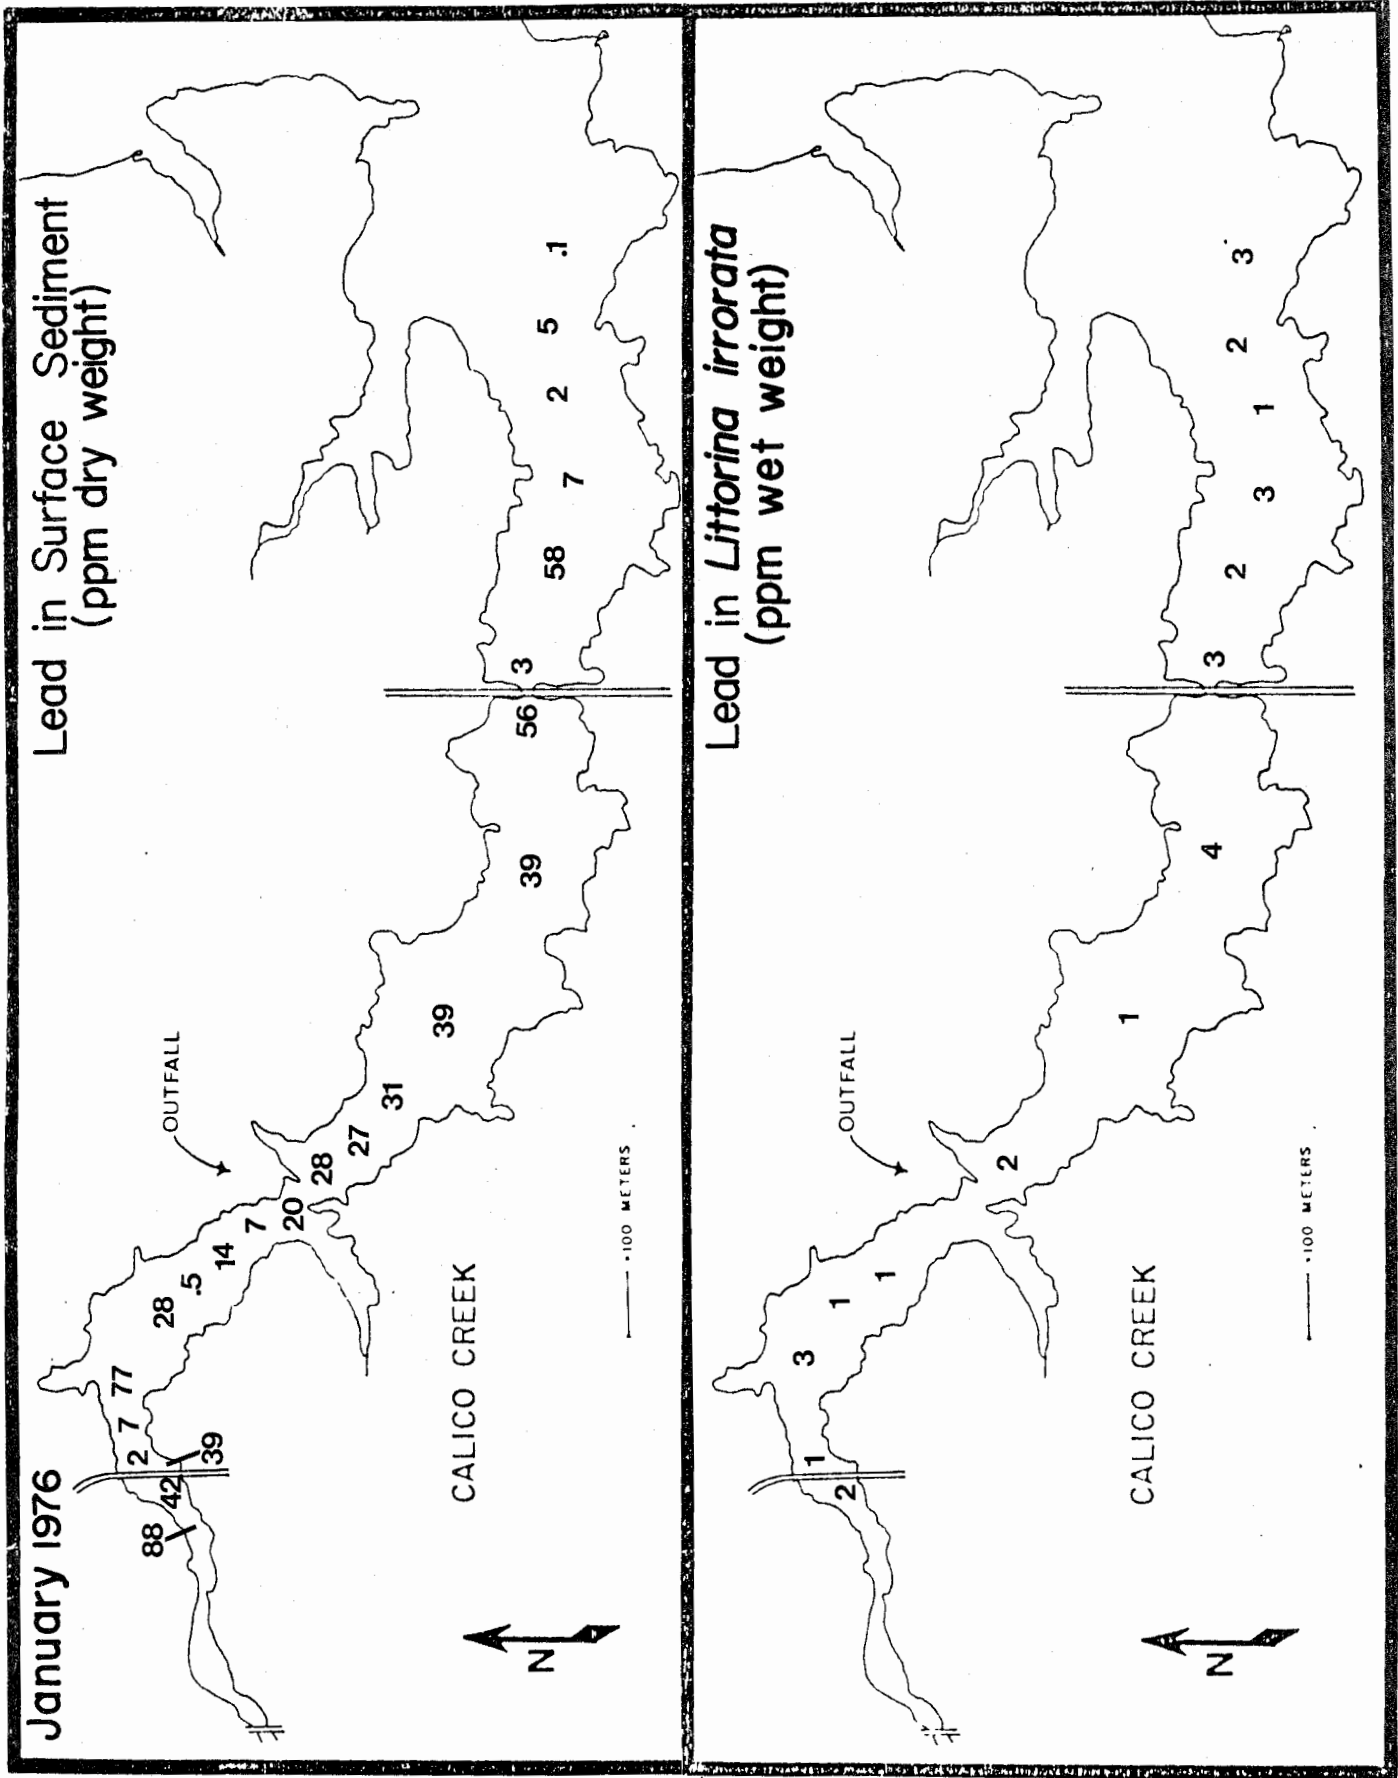 January 1976
Lead in Surface Sediment
(ppm dry weight)
88
42
39
2
7
77
28
.5
14
7
20
28
27
31
39
39
56
3
58
7
2
5
.1
OUTFALL
CALICO CREEK
100 METERS
N
Lead in Littorina irrorata
(ppm wet weight)
2
1
3
1
1
2
1
4
3
2
3
1
2
3
OUTFALL
CALICO CREEK
100 METERS
N